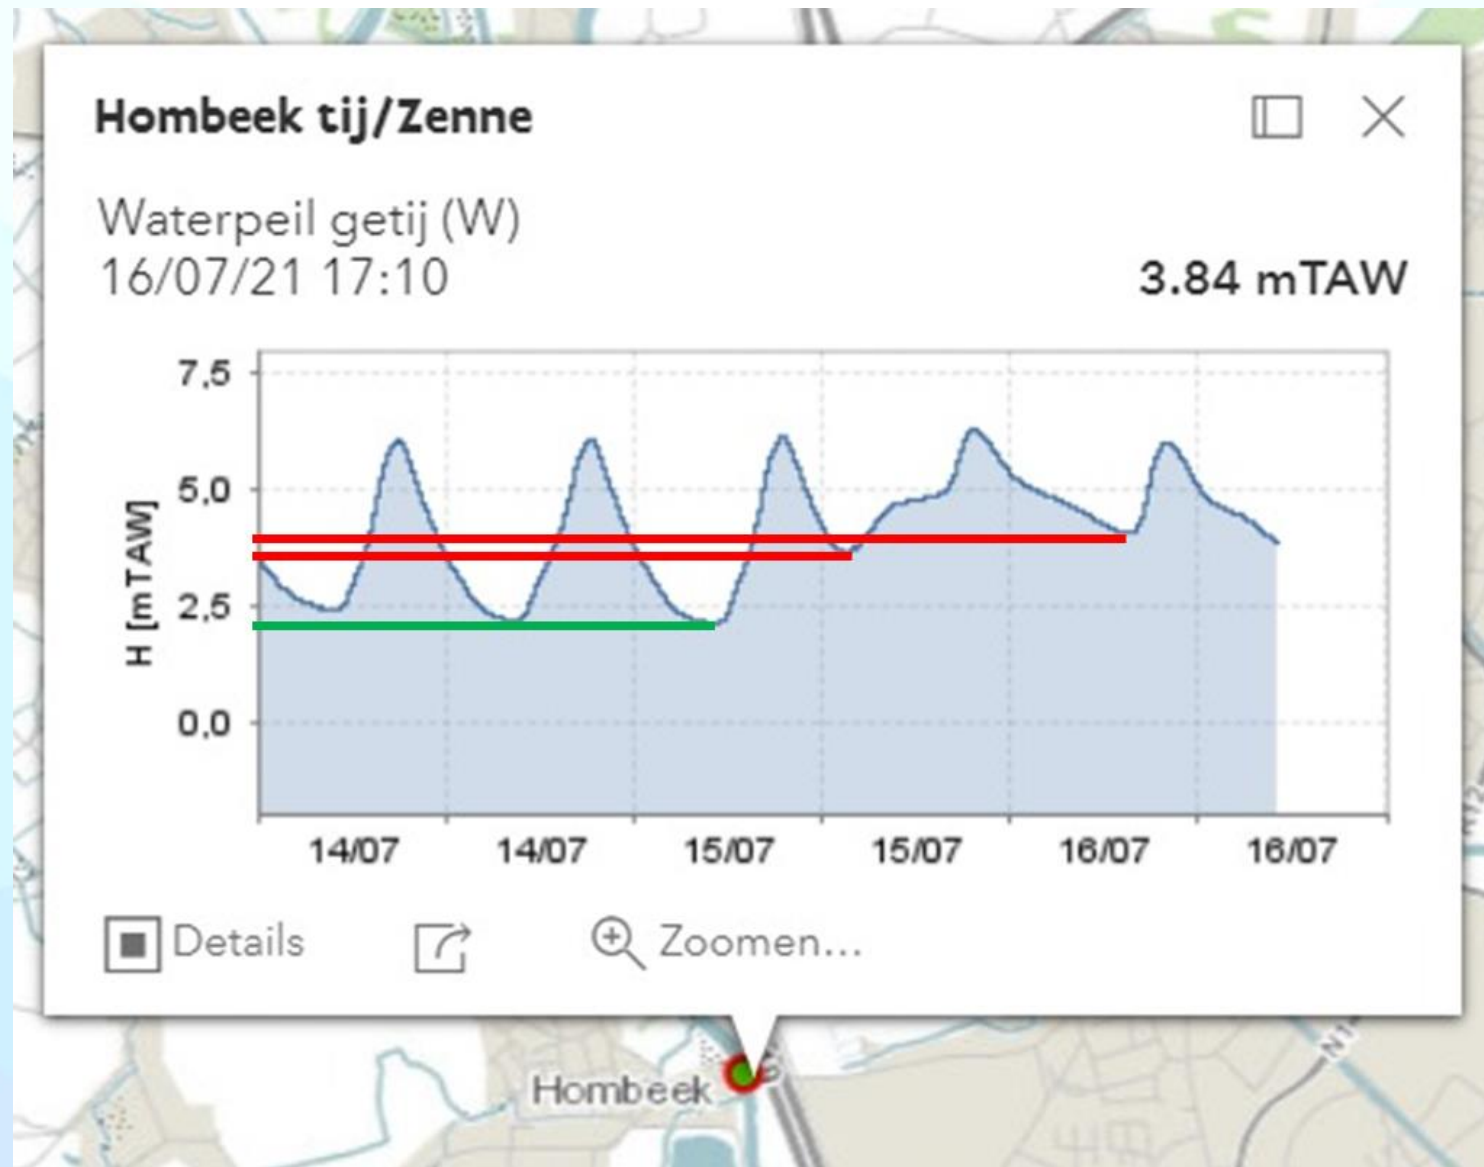 Hombeek tij/Zenne
Waterpeil getij (W)
16/07/21 17:10
3.84 mTAW
7,5
5,0
2,5
0,0
H [mTAW]
14/07 14/07 15/07 15/07 16/07 16/07
Details
Zoomen...
Hombeek